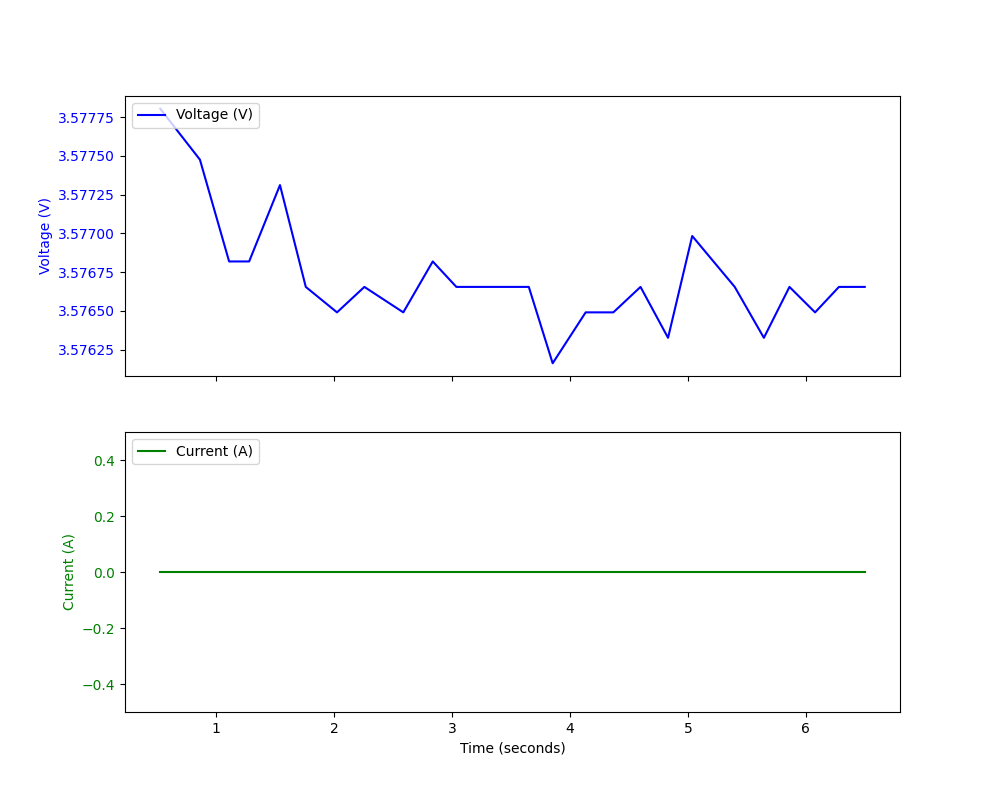 Voltage (V)
3.57775
3.57750
3.57725
3.57700
3.57675
3.57650
3.57625
Voltage (V)
Current (A)
0.4
0.2
0.0
−0.2
−0.4
Current (A)
1 2 3 4 5 6
Time (seconds)